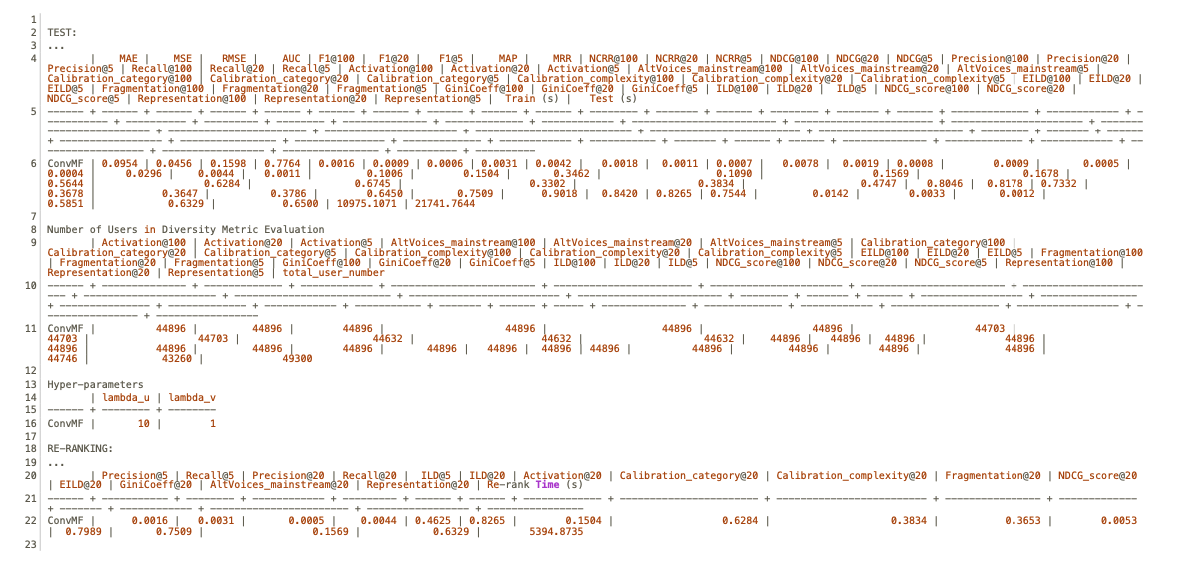 1
2 TEST:
3 ...
4 | MAE | MSE | RMSE | AUC | F1@100 | F1@20 | F1@5 | MAP | MRR | NCRR@100 | NCRR@20 | NCRR@5 | NDCG@100 | NDCG@20 | NDCG@5 | Precision@100 | Precision@20 |
Precision@5 | Recall@100 | Recall@20 | Recall@5 | Activation@100 | Activation@20 | Activation@5 | AltVoices_mainstream@100 | AltVoices_mainstream@20 | AltVoices_mainstream@5 |
Calibration_category@100 | Calibration_category@20 | Calibration_category@5 | Calibration_complexity@100 | Calibration_complexity@20 | Calibration_complexity@5 | EILD@100 | EILD@20 |
EILD@5 | Fragmentation@100 | Fragmentation@20 | Fragmentation@5 | GiniCoeff@100 | GiniCoeff@20 | GiniCoeff@5 | ILD@100 | ILD@20 | ILD@5 | NDCG_score@100 | NDCG_score@20 |
NDCG_score@5 | Representation@100 | Representation@20 | Representation@5 | Train (s) | Test (s)
5
6 ConvMF | 0.0954 | 0.0456 | 0.1598 | 0.7764 | 0.0016 | 0.0009 | 0.0006 | 0.0031 | 0.0042 | 0.0018 | 0.0011 | 0.0007 | 0.0078 | 0.0019 | 0.0008 | 0.0009 | 0.0005 |
0.0004 | 0.0296 | 0.0044 | 0.0011 | 0.1006 | 0.1504 | 0.3462 | 0.1090 | 0.1569 | 0.1678 |
0.5644 | 0.6284 | 0.6745 | 0.3302 | 0.3834 | 0.4747 | 0.8046 | 0.8178 | 0.7332 |
0.3678 | 0.3647 | 0.3786 | 0.6450 | 0.7509 | 0.9018 | 0.8420 | 0.8265 | 0.7544 | 0.0142 | 0.0033 | 0.0012 |
0.5851 | 0.6329 | 0.6500 | 10975.1071 | 21741.7644
7
8 Number of Users in Diversity Metric Evaluation
9 | Activation@100 | Activation@20 | Activation@5 | AltVoices_mainstream@100 | AltVoices_mainstream@20 | AltVoices_mainstream@5 | Calibration_category@100 |
Calibration_category@20 | Calibration_category@5 | Calibration_complexity@100 | Calibration_complexity@20 | Calibration_complexity@5 | EILD@100 | EILD@20 | EILD@5 | Fragmentation@100
| Fragmentation@20 | Fragmentation@5 | GiniCoeff@100 | GiniCoeff@20 | GiniCoeff@5 | ILD@100 | ILD@20 | ILD@5 | NDCG_score@100 | NDCG_score@20 | NDCG_score@5 | Representation@100 |
Representation@20 | Representation@5 | total_user_number
10
11 ConvMF | 44896 | 44896 | 44896 | 44896 | 44896 | 44896 | 44703 |
44703 | 44703 | 44632 | 44632 | 44632 | 44896 | 44896 | 44896 | 44896 |
44896 | 44896 | 44896 | 44896 | 44896 | 44896 | 44896 | 44896 | 44896 | 44896 | 44896 | 44896 |
44746 | 43260 | 49300
12
13 Hyper-parameters
14 | lambda_u | lambda_v
15 ------ + -------- + --------
16 ConvMF | 10 | 1
17
18 RE-RANKING:
19 ...
20 | Precision@5 | Recall@5 | Precision@20 | Recall@20 | ILD@5 | ILD@20 | Activation@20 | Calibration_category@20 | Calibration_complexity@20 | Fragmentation@20 | NDCG_score@20
| EILD@20 | GiniCoeff@20 | AltVoices_mainstream@20 | Representation@20 | Re-rank Time (s)
21
22 ConvMF | 0.0016 | 0.0031 | 0.0005 | 0.0044 | 0.4625 | 0.8265 | 0.1504 | 0.6284 | 0.3834 | 0.3653 | 0.0053
| 0.7989 | 0.7509 | 0.1569 | 0.6329 | 5394.8735
23